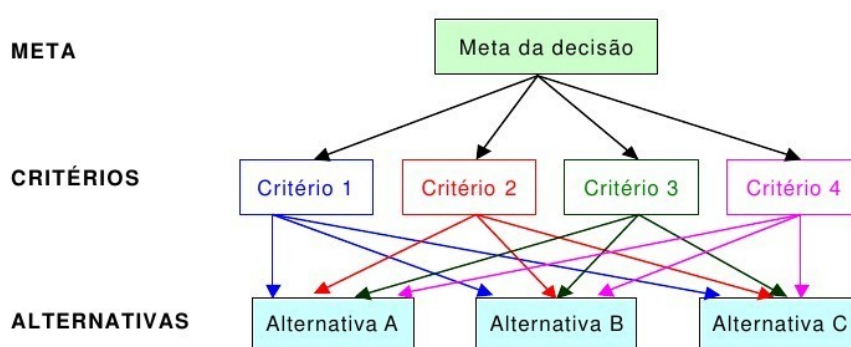 META
Meta da decisão
CRITÉRIOS
Critério 1
Critério 2
Critério 3
Critério 4
ALTERNATIVAS
Alternativa A
Alternativa B
Alternativa C